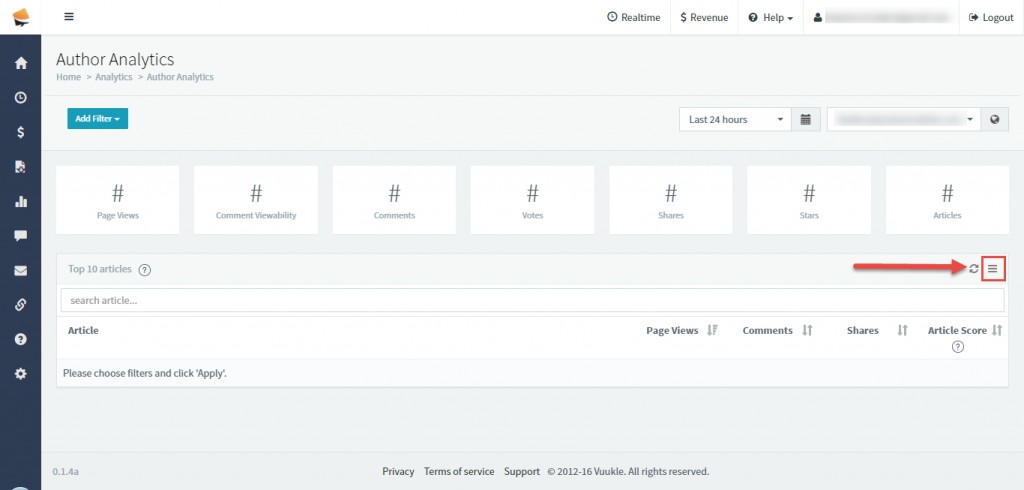 Realtime $ Revenue Help Logout
Author Analytics
Home > Analytics > Author Analytics
Add Filter Last 24 hours
# # # # # # #
Page Views Comment Viewability Comments Votes Shares Stars Articles
Top 10 articles ?
search article...
Article Page Views Comments Shares Article Score
?
Please choose filters and click 'Apply'.
0.1.4a Privacy Terms of service Support © 2012-16 Vuukle. All rights reserved.